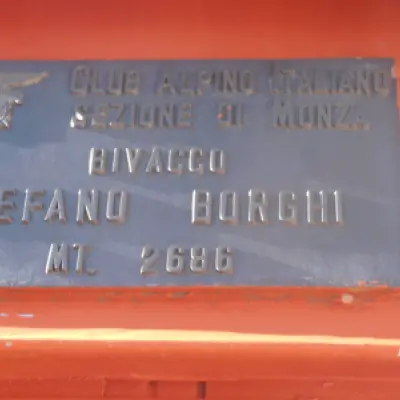 CLUB ALPINO ITALIANO
SEZIONE DI MONZA
BIVACCO
EFANO BORGHI
MT. 2686